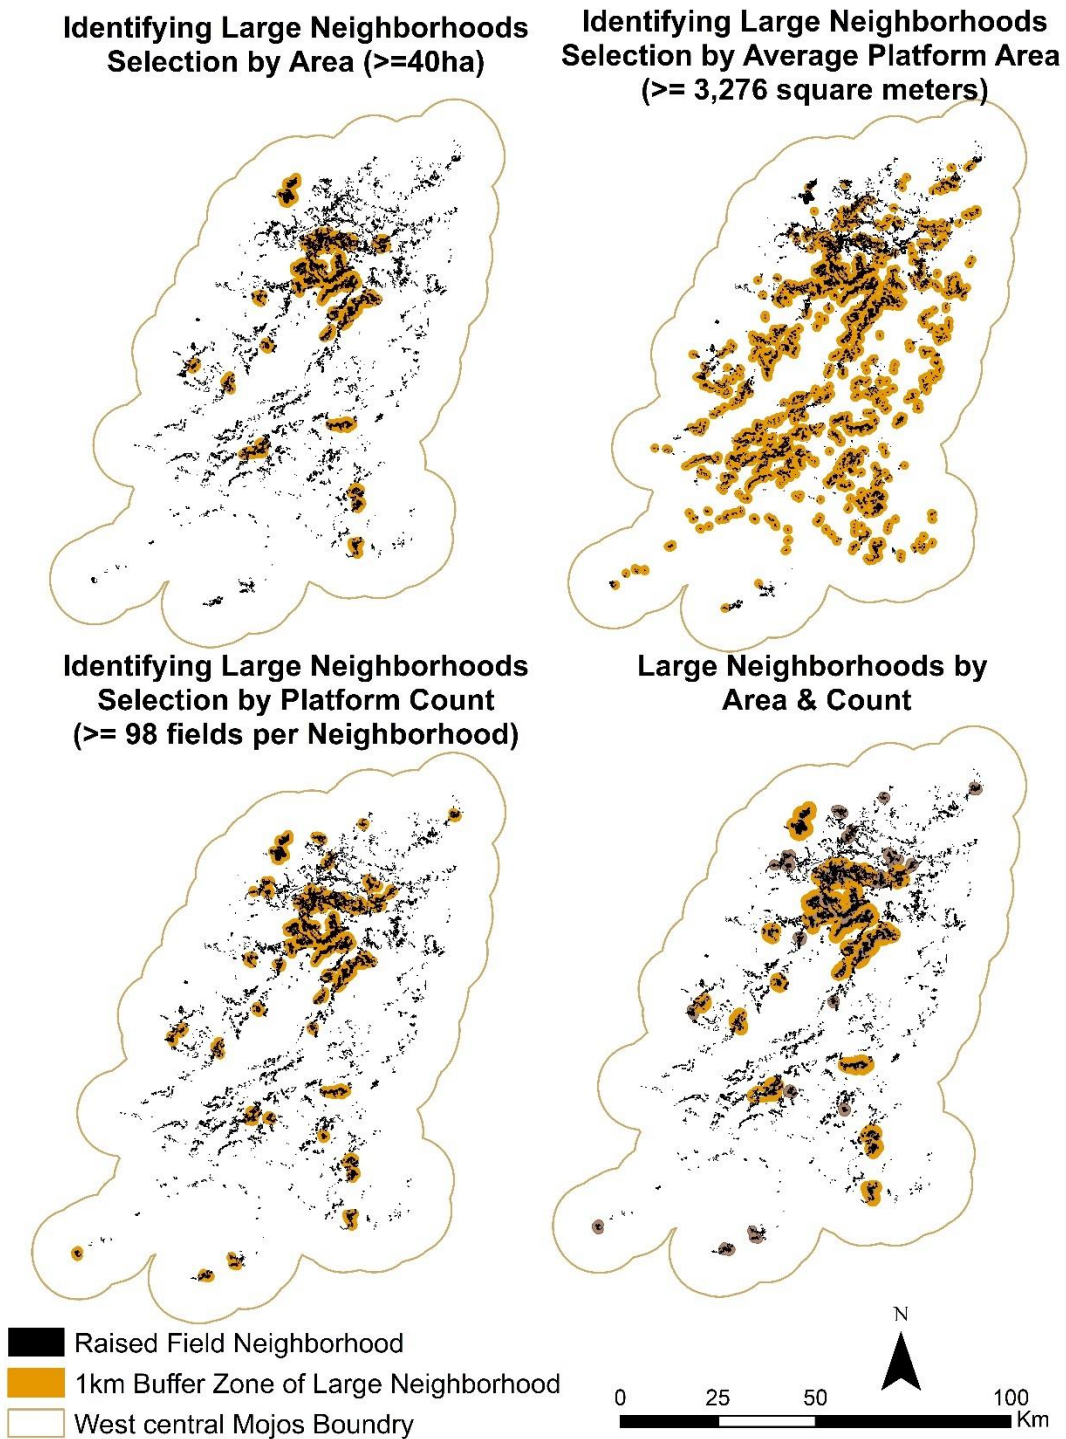 Identifying Large Neighborhoods
Selection by Area (>=40ha)
Identifying Large Neighborhoods
Selection by Average Platform Area
(>= 3,276 square meters)
Identifying Large Neighborhoods
Selection by Platform Count
(>= 98 fields per Neighborhood)
Large Neighborhoods by
Area & Count
Raised Field Neighborhood
1km Buffer Zone of Large Neighborhood
West central Mojos Boundry
N
0 25 50 100
Km